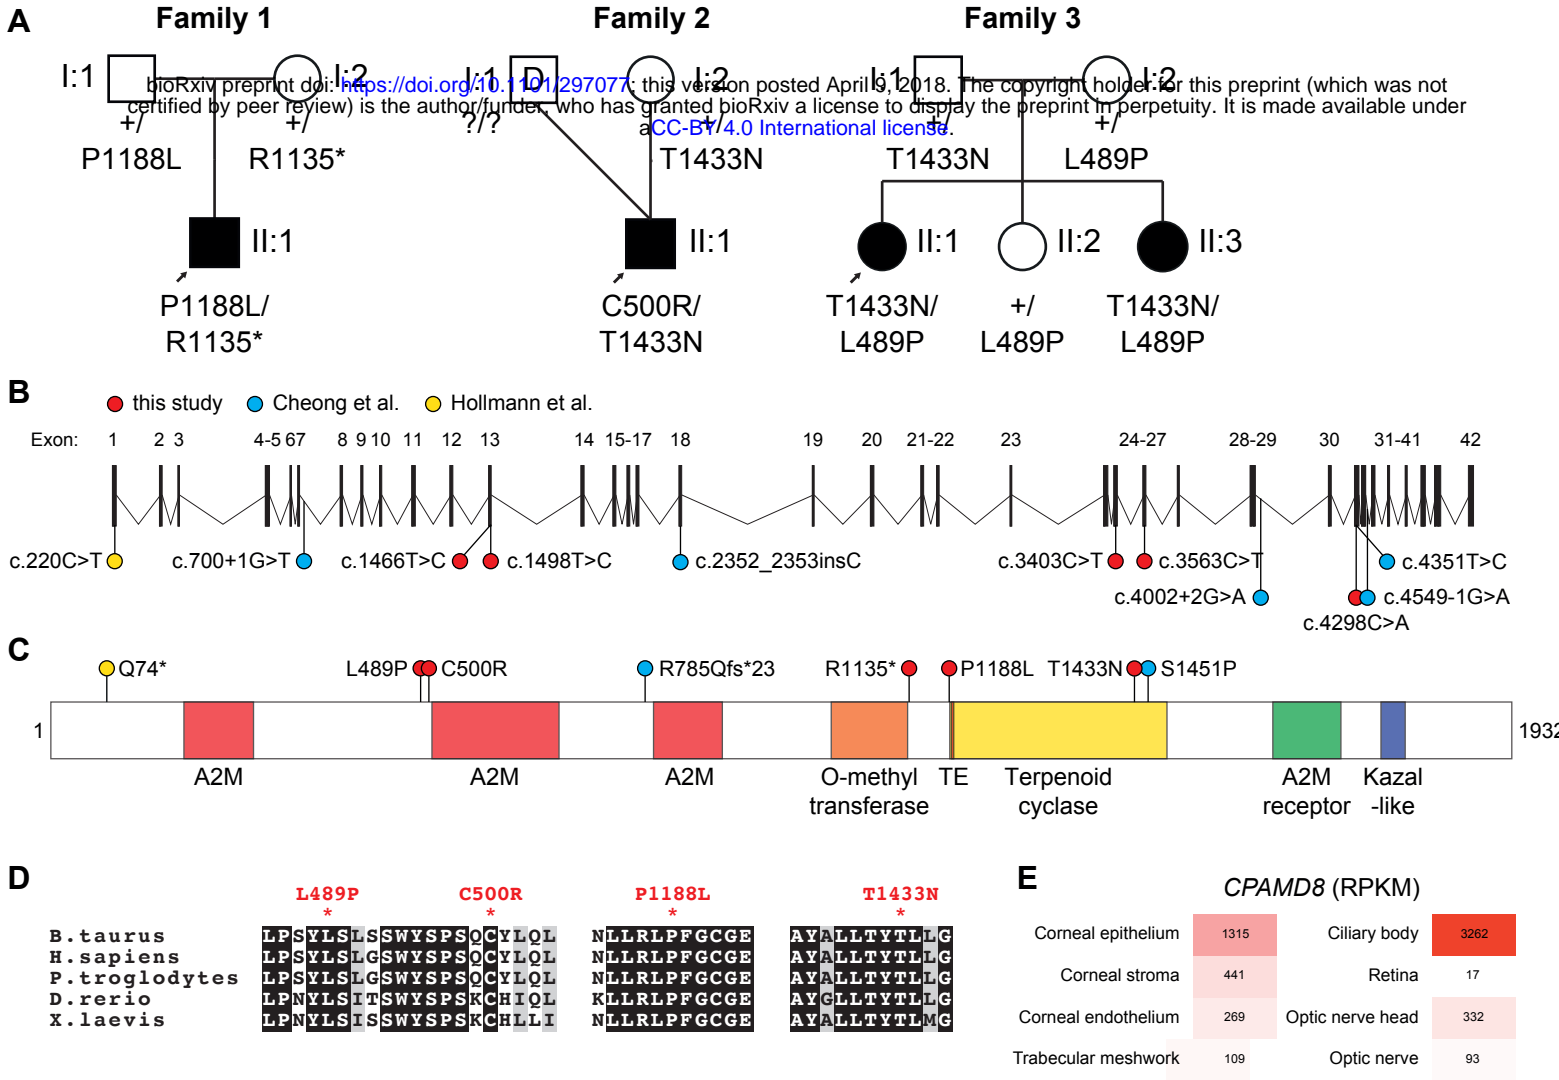 A
Family 1
Family 2
Family 3
I:1
I:2
I:1
D
I:2
I:1
I:2
bioRxiv preprint doi: https://doi.org/10.1101/297077; this version posted April 9, 2018. The copyright holder for this preprint (which was not
certified by peer review) is the author/funder, who has granted bioRxiv a license to display the preprint in perpetuity. It is made available under
aCC-BY 4.0 International license.
+/
P1188L
+/
R1135*
?/?
+/
T1433N
+/
T1433N
+/
L489P
II:1
II:1
II:1
II:2
II:3
P1188L/
R1135*
C500R/
T1433N
T1433N/
L489P
+/
L489P
T1433N/
L489P
B
this study
Cheong et al.
Hollmann et al.
Exon: 1 2 3 4-5 67 8 9 10 11 12 13 14 15-17 18 19 20 21-22 23 24-27 28-29 30 31-41 42
c.220C>T
c.700+1G>T
c.1466T>C
c.1498T>C
c.2352_2353insC
c.3403C>T
c.3563C>T
c.4351T>C
c.4002+2G>A
c.4549-1G>A
c.4298C>A
C
Q74*
L489P
C500R
R785Qfs*23
R1135*
P1188L
T1433N
S1451P
1
1932
A2M
A2M
A2M
O-methyl
transferase
TE
Terpenoid
cyclase
A2M
receptor
Kazal
-like
D
L489P
C500R
P1188L
T1433N
* * * *
B.taurus LPSYLSLSSWYSPSQCYLQL NLLRLPFGCGE AYALLTYTLLG
H.sapiens LPSYLSLGSWYSPSQCYLQL NLLRLPFGCGE AYALLTYTLLG
P.troglodytes LPSYLSLGSWYSPSQCYLQL NLLRLPFGCGE AYALLTYTLLG
D.rerio LPNYLSITSWYSPSKCHIQL KLLRLPFGCGE AYGLLTYTLLG
X.laevis LPNYLSISSWYSPSKCHLLI NLLRLPFGCGE AYALLTYTLMG
E
CPAMD8 (RPKM)
Corneal epithelium 1315 Ciliary body 3262
Corneal stroma 441 Retina 17
Corneal endothelium 269 Optic nerve head 332
Trabecular meshwork 109 Optic nerve 93